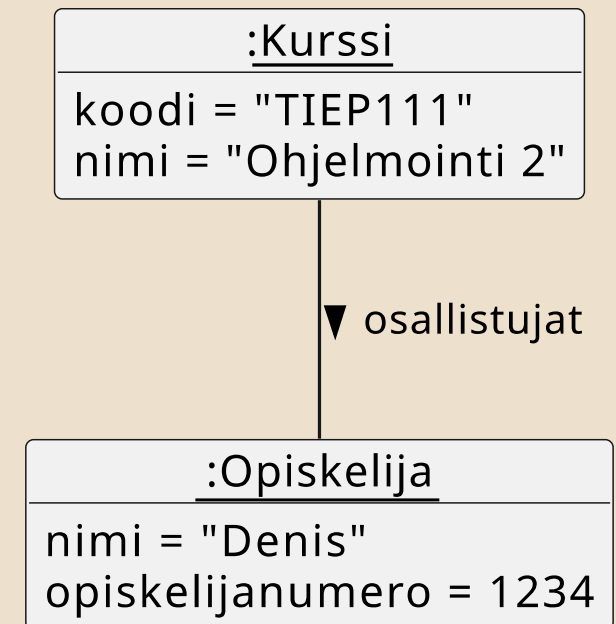 :Kurssi
koodi = "TIEP111"
nimi = "Ohjelmointi 2"
osallistujat
:Opiskelija
nimi = "Denis"
opiskelijanumero = 1234